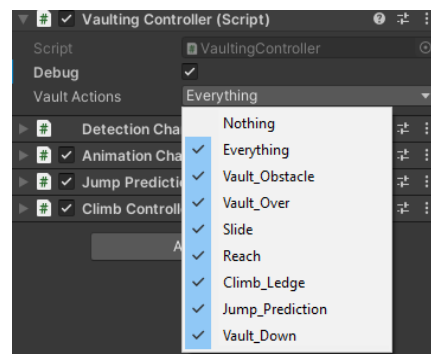 Vaulting Controller (Script)
Script VaultingController
Debug
Vault Actions Everything
Nothing
Detection Cha
Everything
Animation Cha
Vault_Obstacle
Jump Predicti
Vault_Over
Climb Controll
Slide
Reach
Climb_Ledge
Jump_Prediction
Vault_Down